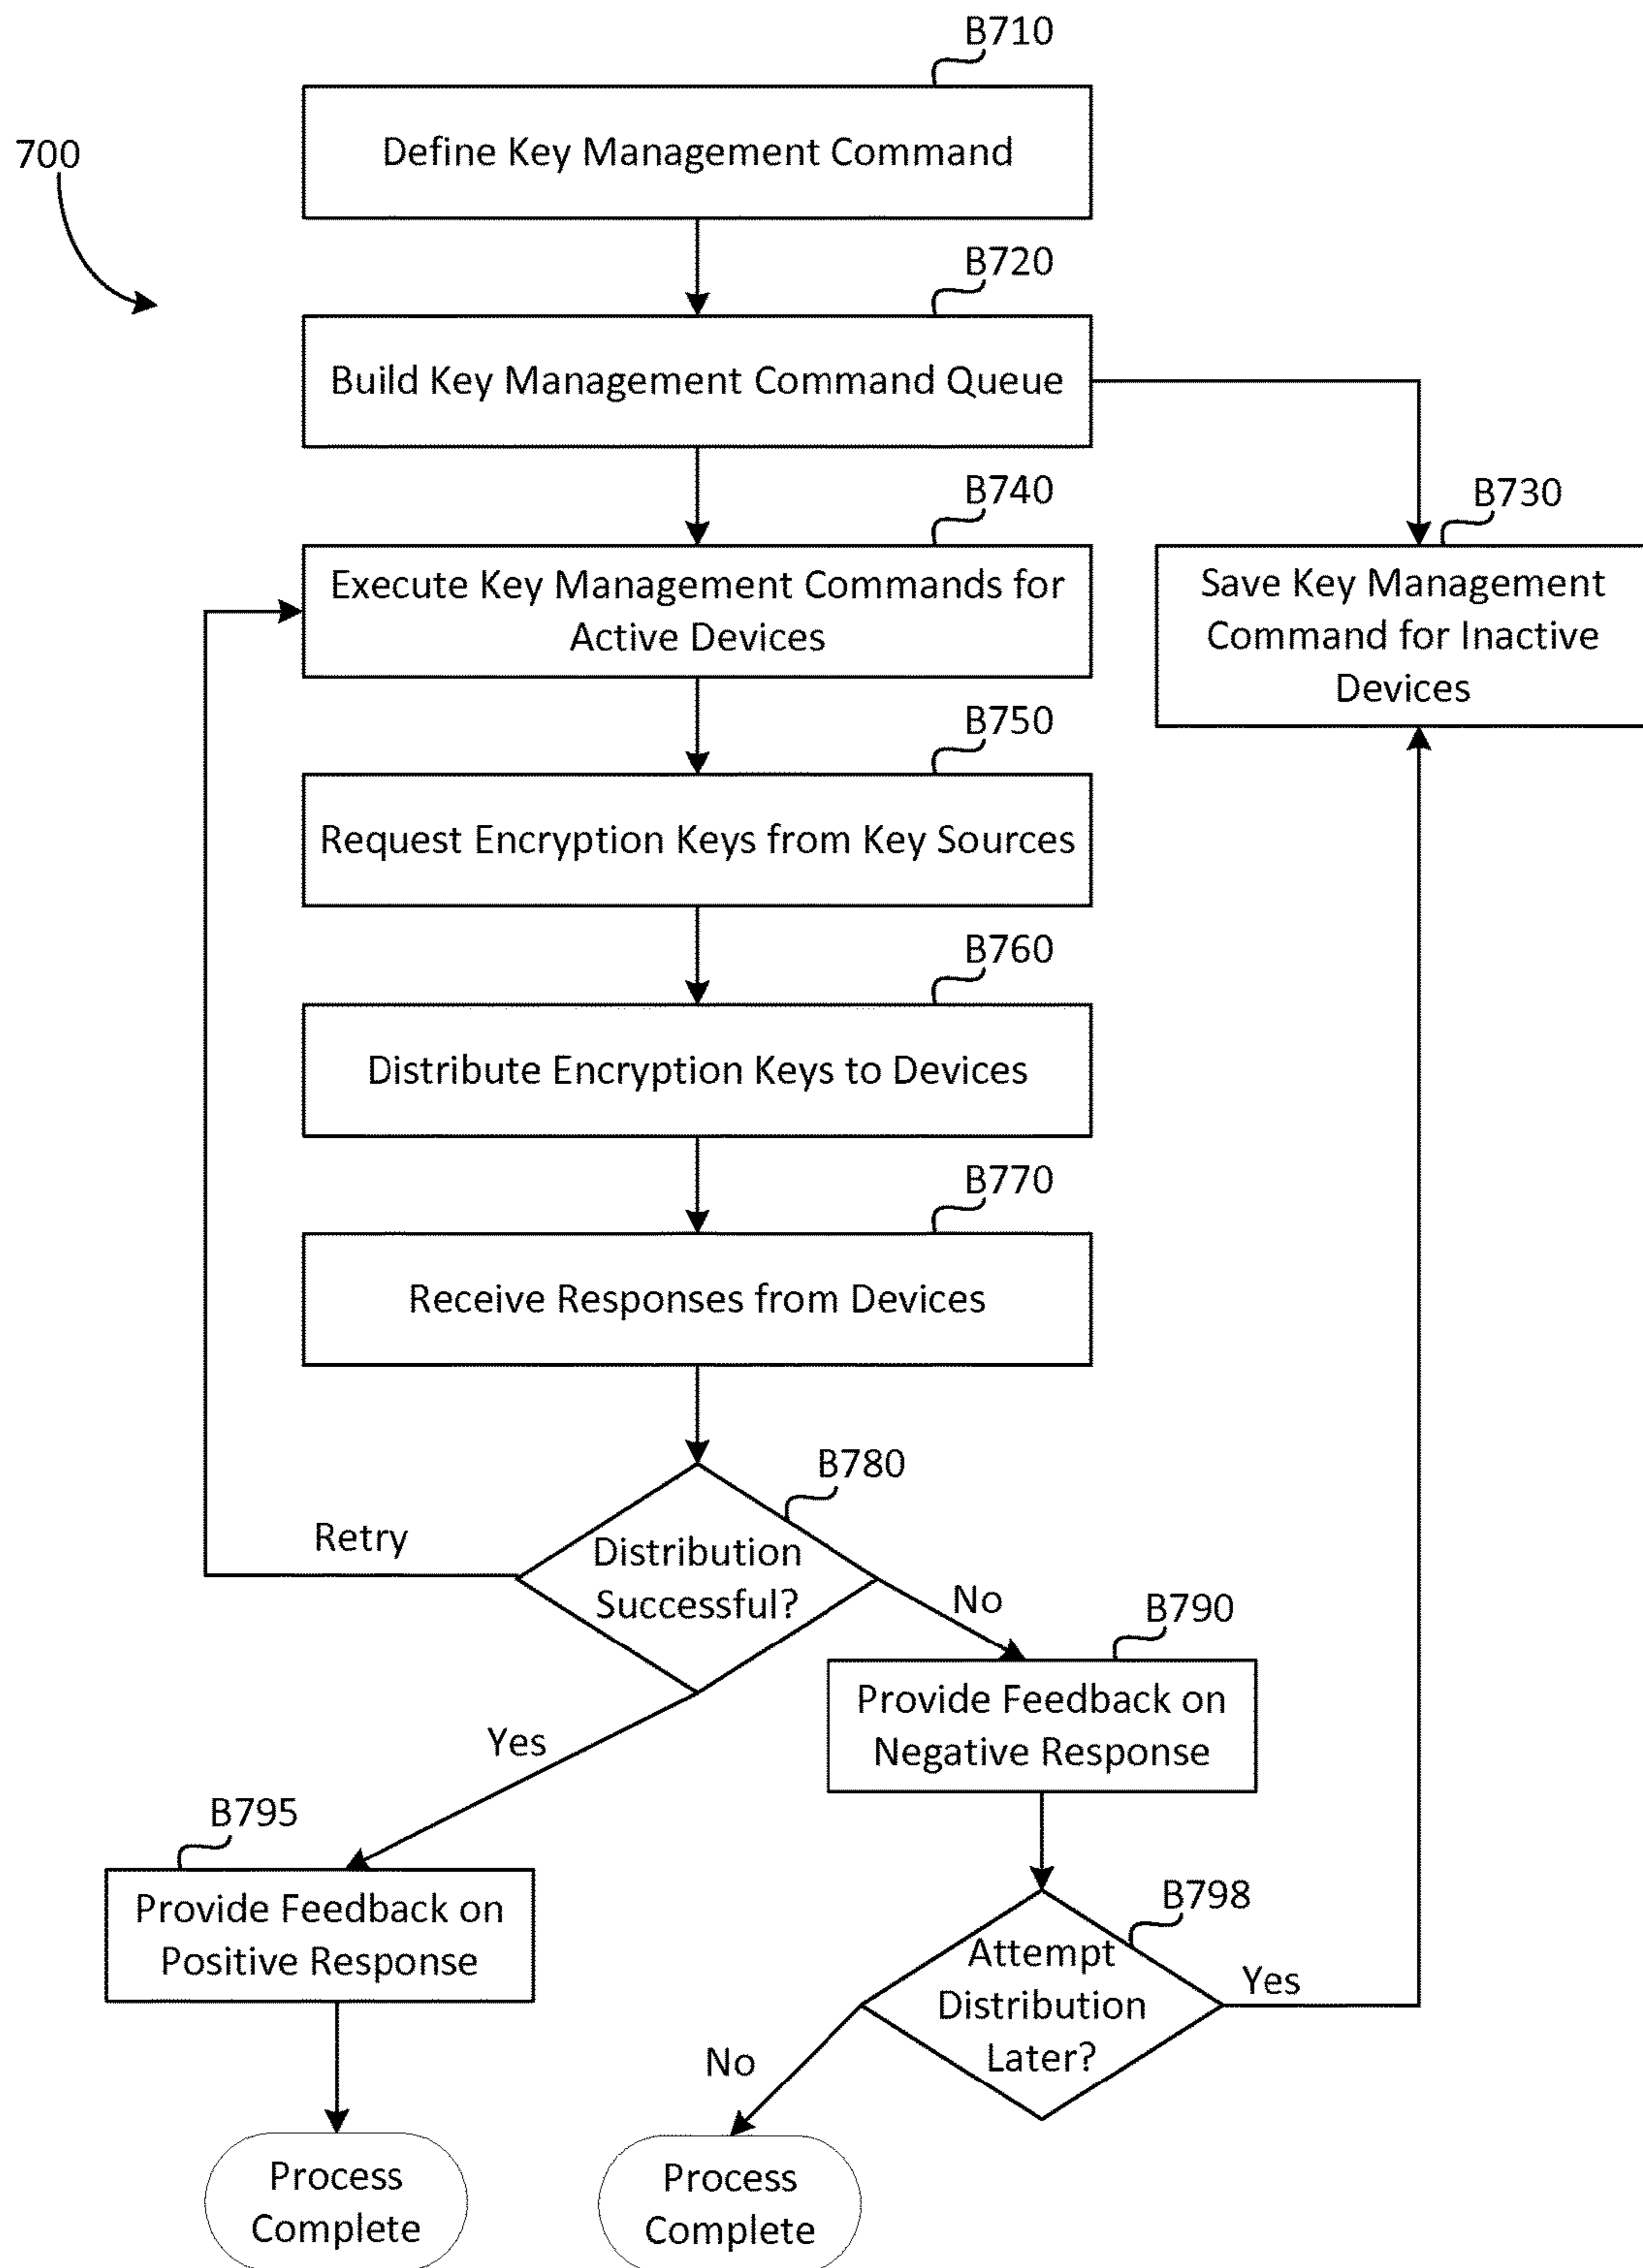 B710
Define Key Management Command
700
B720
Build Key Management Command Queue
B740
Execute Key Management Commands for
Active Devices
B730
Save Key Management
Command for Inactive
Devices
B750
Request Encryption Keys from Key Sources
B760
Distribute Encryption Keys to Devices
B770
Receive Responses from Devices
B780
Distribution
Successful?
Retry
No
B790
Provide Feedback on
Negative Response
Yes
B795
Provide Feedback on
Positive Response
B798
Attempt
Distribution
Later?
Yes
No
Process
Complete
Process
Complete